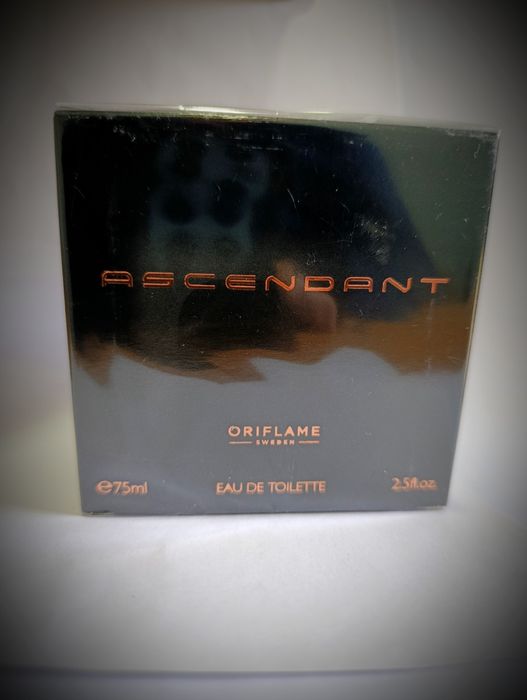 ASCENDANT
ORIFLAME
SWEDEN
℮75ml EAU DE TOILETTE 2.5fl.oz.